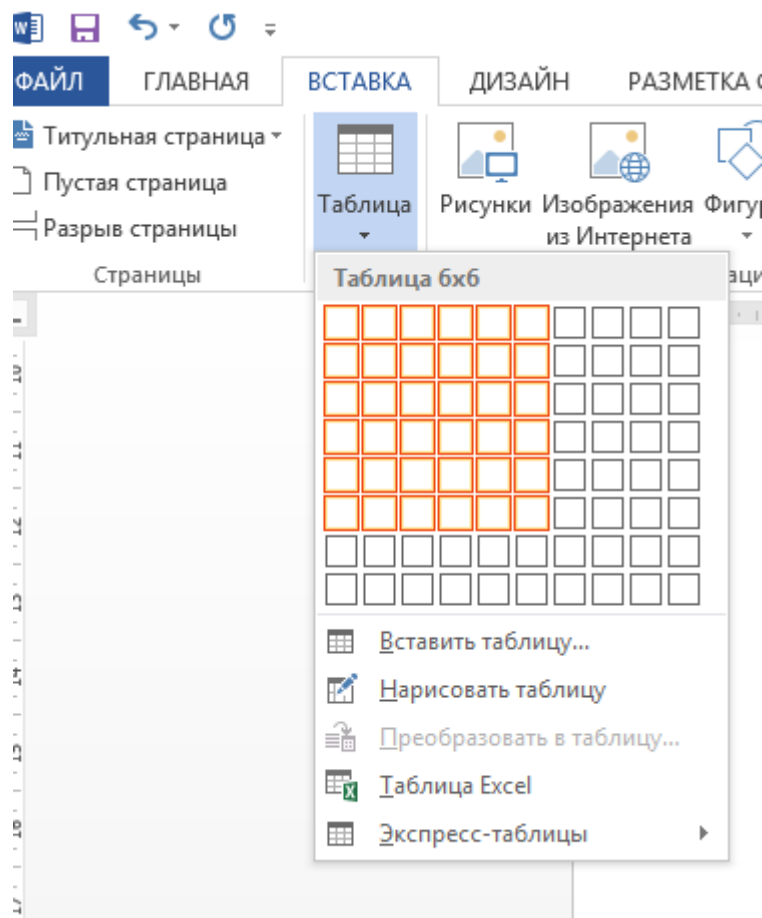 ФАЙЛ ГЛАВНАЯ ВСТАВКА ДИЗАЙН РАЗМЕТКА
Титульная страница
Пустая страница
Разрыв страницы
Страницы
Таблица
Рисунки
Изображения
из Интернета
Таблица 6x6
Вставить таблицу...
Нарисовать таблицу
Преобразовать в таблицу...
Таблица Excel
Экспресс-таблицы